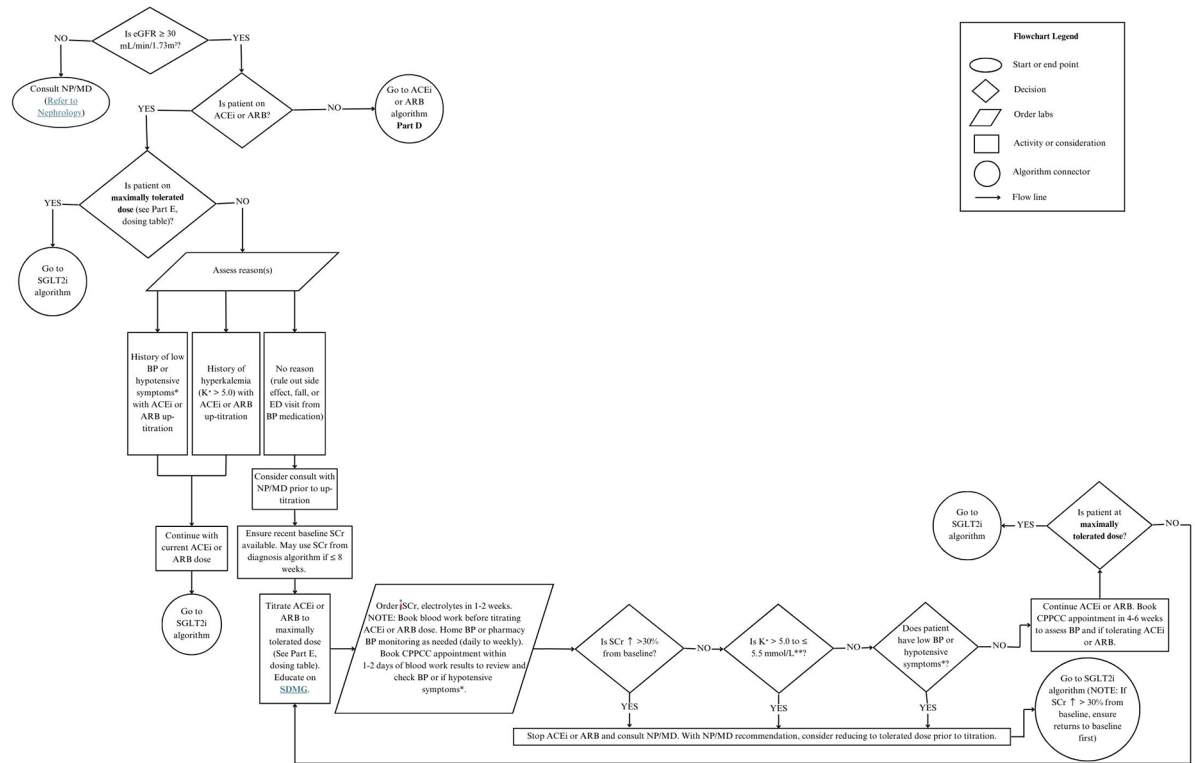 Is eGFR ≥ 30
mL/min/1.73m²?
NO
YES
Consult NP/MD
(Refer to
Nephrology)
Is patient on
ACEi or ARB?
YES
NO
Go to ACEi
or ARB
algorithm
Part D
Is patient on
maximally tolerated
dose (see Part E,
dosing table)?
YES
NO
Go to
SGLT2i
algorithm
Assess reason(s)
History of low
BP or
hypotensive
symptoms*
with ACEi or
ARB up-
titration
History of
hyperkalemia
(K⁺ > 5.0) with
ACEi or ARB
up-titration
No reason
(rule out side
effect, fall, or
ED visit from
BP medication)
Continue with
current ACEi or
ARB dose
Go to
SGLT2i
algorithm
Consider consult with
NP/MD prior to up-
titration
Ensure recent baseline SCr
available. May use SCr from
diagnosis algorithm if ≤ 8
weeks.
Titrate ACEi or
ARB to
maximally
tolerated dose
(See Part E,
dosing table).
Educate on
SDMG.
Order SCr, electrolytes in 1-2 weeks.
NOTE: Book blood work before titrating
ACEi or ARB dose. Home BP or pharmacy
BP monitoring as needed (daily to weekly).
Book CPPCC appointment within
1-2 days of blood work results to review and
check BP or if hypotensive
symptoms*.
Is SCr ↑ >30%
from baseline?
NO
YES
Is K⁺ > 5.0 to ≤
5.5 mmol/L**?
NO
YES
Does patient
have low BP or
hypotensive
symptoms*?
NO
YES
Stop ACEi or ARB and consult NP/MD. With NP/MD recommendation, consider reducing to tolerated dose prior to titration.
Go to SGLT2i
algorithm (NOTE: If
SCr ↑ > 30% from
baseline, ensure
returns to baseline
first)
Continue ACEi or ARB. Book
CPPCC appointment in 4-6 weeks
to assess BP and if tolerating ACEi
or ARB.
Is patient at
maximally
tolerated dose?
YES
NO
Go to
SGLT2i
algorithm
Flowchart Legend
Start or end point
Decision
Order labs
Activity or consideration
Algorithm connector
Flow line